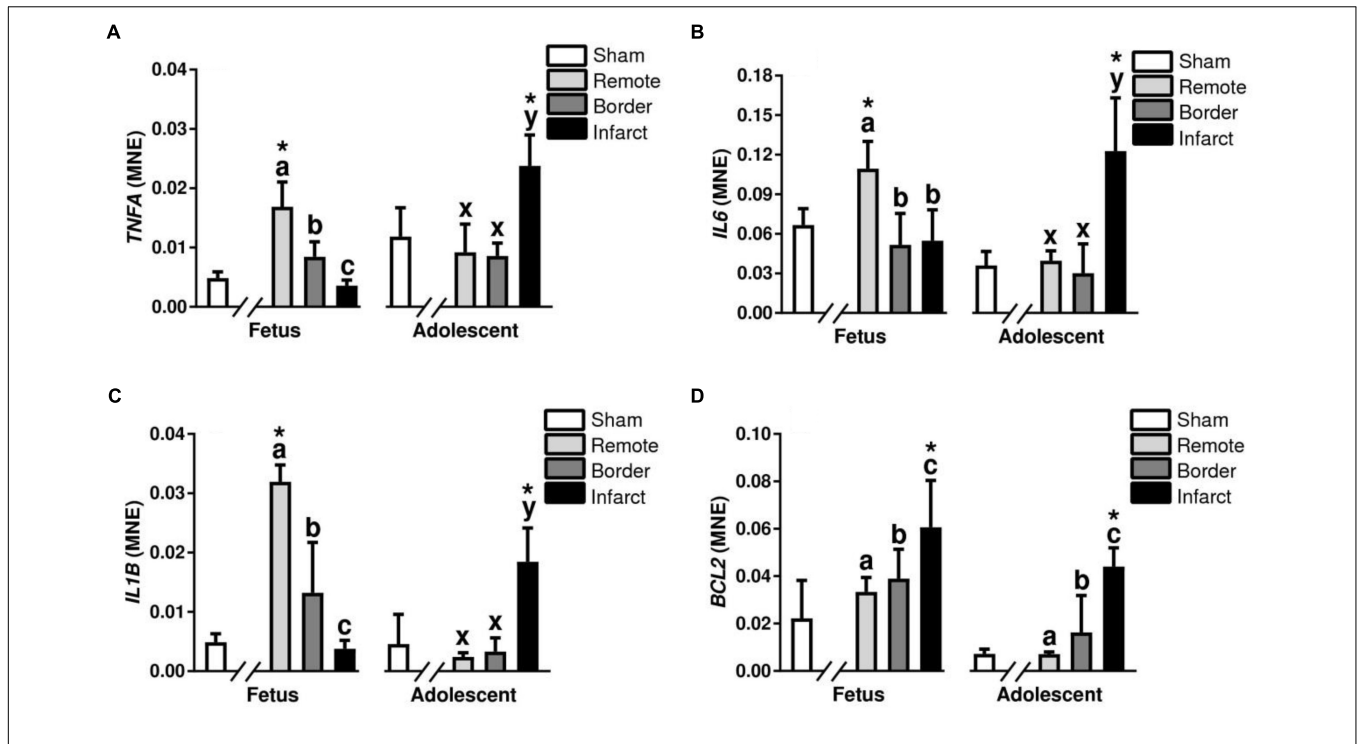 A
TNFA (MNE)
0.04
0.03
0.02
0.01
0.00
* a b c
x x * y
Fetus Adolescent
Sham
Remote
Border
Infarct
B
IL6 (MNE)
0.18
0.15
0.12
0.09
0.06
0.03
0.00
* a b b
x x * y
Fetus Adolescent
Sham
Remote
Border
Infarct
C
IL1B (MNE)
0.04
0.03
0.02
0.01
0.00
* a b c
x x * y
Fetus Adolescent
Sham
Remote
Border
Infarct
D
BCL2 (MNE)
0.10
0.08
0.06
0.04
0.02
0.00
a b * c
a b * c
Fetus Adolescent
Sham
Remote
Border
Infarct